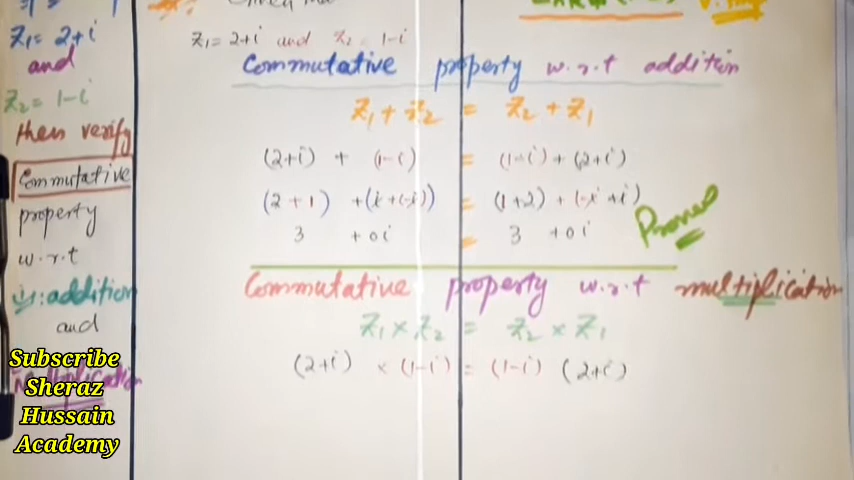 Z₁ = 2+i
and
Z₂ = 1-i
then verify
Commutative
property
w.r.t
i: addition
and
Subscribe
Sheraz
Hussain
Academy
Z₁ = 2+i and Z₂ = 1-i
Commutative property w.r.t addition
Z₁ + Z₂ = Z₂ + Z₁
(2+i) + (1-i) = (1-i) + (2+i)
(2+1) + (i+(-i)) = (1+2) + (-i+i)
3 +0i = 3 +0i
Proved
Commutative property w.r.t multiplication
Z₁ × Z₂ = Z₂ × Z₁
(2+i) × (1-i) = (1-i) (2+i)